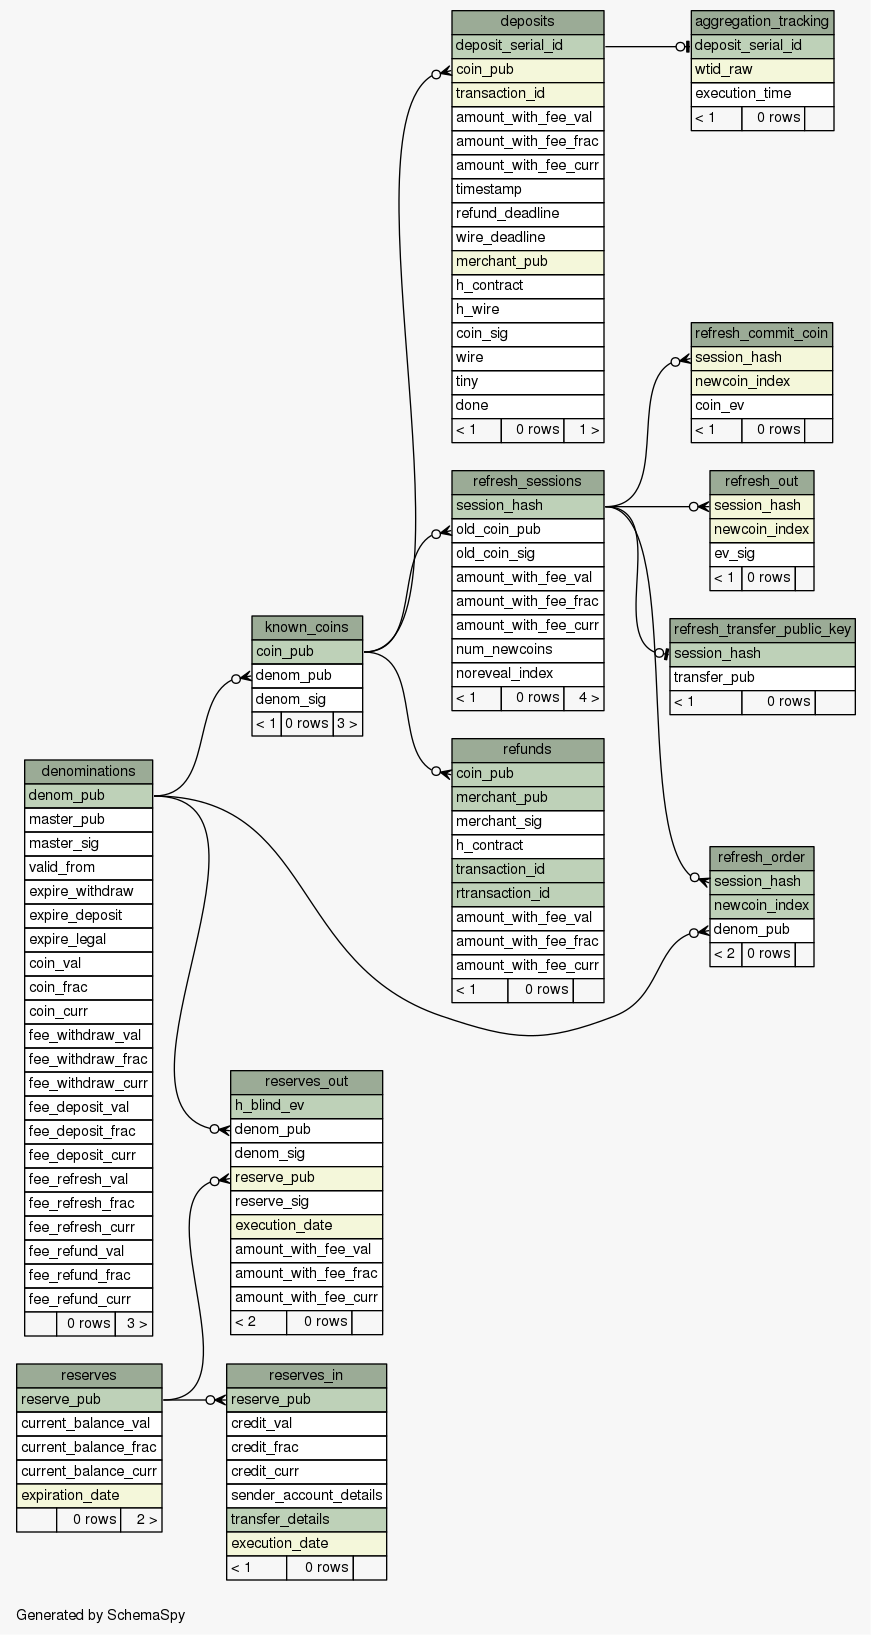 deposits
deposit_serial_id
coin_pub
transaction_id
amount_with_fee_val
amount_with_fee_frac
amount_with_fee_curr
timestamp
refund_deadline
wire_deadline
merchant_pub
h_contract
h_wire
coin_sig
wire
tiny
done
< 1 0 rows 1 >
aggregation_tracking
deposit_serial_id
wtid_raw
execution_time
< 1 0 rows
refresh_commit_coin
session_hash
newcoin_index
coin_ev
< 1 0 rows
refresh_sessions
session_hash
old_coin_pub
old_coin_sig
amount_with_fee_val
amount_with_fee_frac
amount_with_fee_curr
num_newcoins
noreveal_index
< 1 0 rows 4 >
refresh_out
session_hash
newcoin_index
ev_sig
< 1 0 rows
known_coins
coin_pub
denom_pub
denom_sig
< 1 0 rows 3 >
refresh_transfer_public_key
session_hash
transfer_pub
< 1 0 rows
refunds
coin_pub
merchant_pub
merchant_sig
h_contract
transaction_id
rtransaction_id
amount_with_fee_val
amount_with_fee_frac
amount_with_fee_curr
< 1 0 rows
denominations
denom_pub
master_pub
master_sig
valid_from
expire_withdraw
expire_deposit
expire_legal
coin_val
coin_frac
coin_curr
fee_withdraw_val
fee_withdraw_frac
fee_withdraw_curr
fee_deposit_val
fee_deposit_frac
fee_deposit_curr
fee_refresh_val
fee_refresh_frac
fee_refresh_curr
fee_refund_val
fee_refund_frac
fee_refund_curr
0 rows 3 >
refresh_order
session_hash
newcoin_index
denom_pub
< 2 0 rows
reserves_out
h_blind_ev
denom_pub
denom_sig
reserve_pub
reserve_sig
execution_date
amount_with_fee_val
amount_with_fee_frac
amount_with_fee_curr
< 2 0 rows
reserves
reserve_pub
current_balance_val
current_balance_frac
current_balance_curr
expiration_date
0 rows 2 >
reserves_in
reserve_pub
credit_val
credit_frac
credit_curr
sender_account_details
transfer_details
execution_date
< 1 0 rows
Generated by SchemaSpy